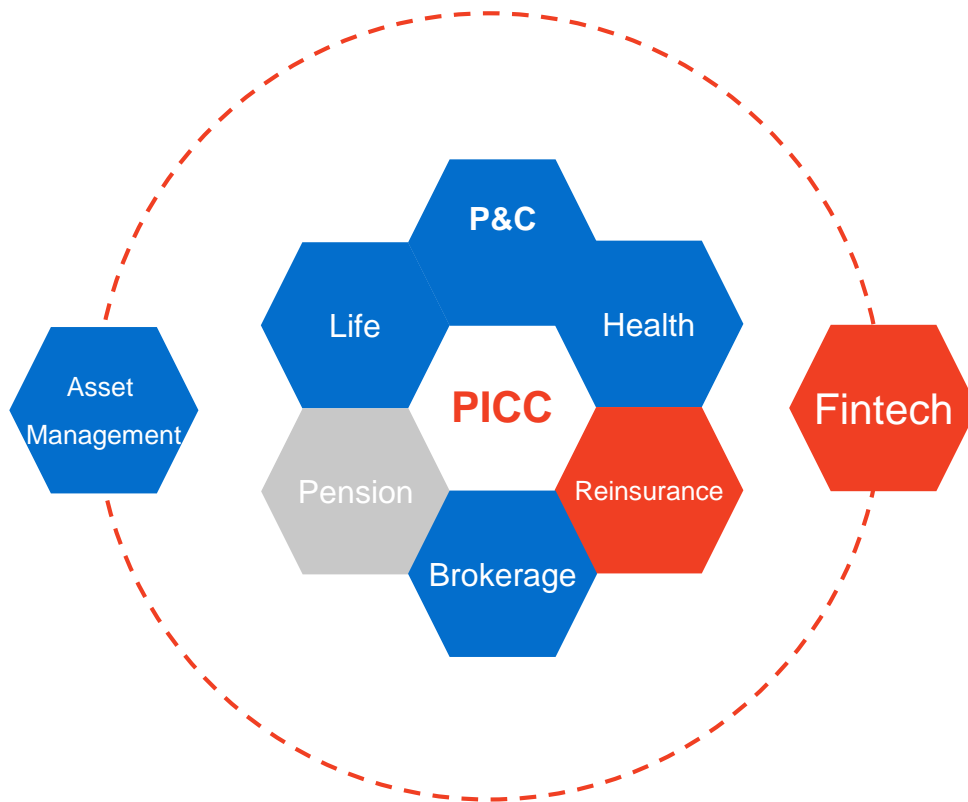 P&C
Life
Health
Asset
Management
PICC
Fintech
Pension
Reinsurance
Brokerage